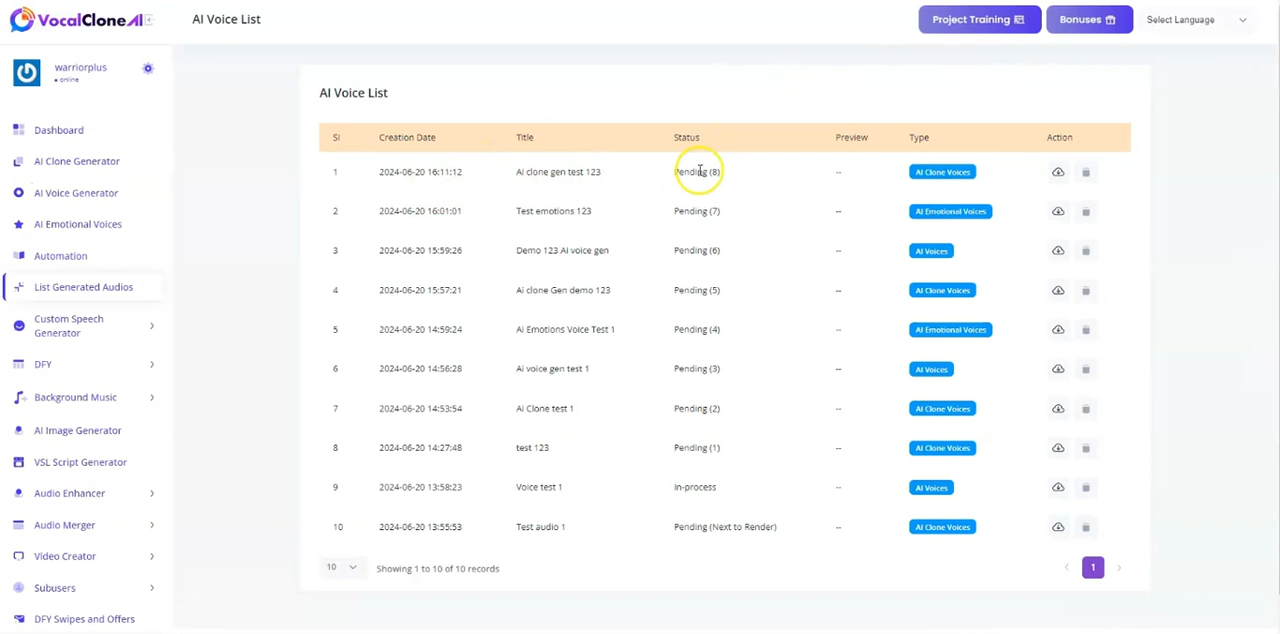 VocalCloneAI
AI Voice List
Project Training
Bonuses
Select Language
warriorplus
online
Dashboard
AI Clone Generator
AI Voice Generator
AI Emotional Voices
Automation
List Generated Audios
Custom Speech
Generator
DFY
Background Music
AI Image Generator
VSL Script Generator
Audio Enhancer
Audio Merger
Video Creator
Subusers
DFY Swipes and Offers
AI Voice List
Sl Creation Date Title Status Preview Type Action
1 2024-06-20 16:11:12 Ai clone gen test 123 Pending (8) -- AI Clone Voices
2 2024-06-20 16:01:01 Test emotions 123 Pending (7) -- AI Emotional Voices
3 2024-06-20 15:59:26 Demo 123 Ai voice gen Pending (6) -- AI Voices
4 2024-06-20 15:57:21 Ai clone Gen demo 123 Pending (5) -- AI Clone Voices
5 2024-06-20 14:59:24 Ai Emotions Voice Test 1 Pending (4) -- AI Emotional Voices
6 2024-06-20 14:56:28 Ai voice gen test 1 Pending (3) -- AI Voices
7 2024-06-20 14:53:54 AI Clone test 1 Pending (2) -- AI Clone Voices
8 2024-06-20 14:27:48 test 123 Pending (1) -- AI Clone Voices
9 2024-06-20 13:58:23 Voice test 1 In-process -- AI Voices
10 2024-06-20 13:55:53 Test audio 1 Pending (Next to Render) -- AI Clone Voices
10 Showing 1 to 10 of 10 records
1